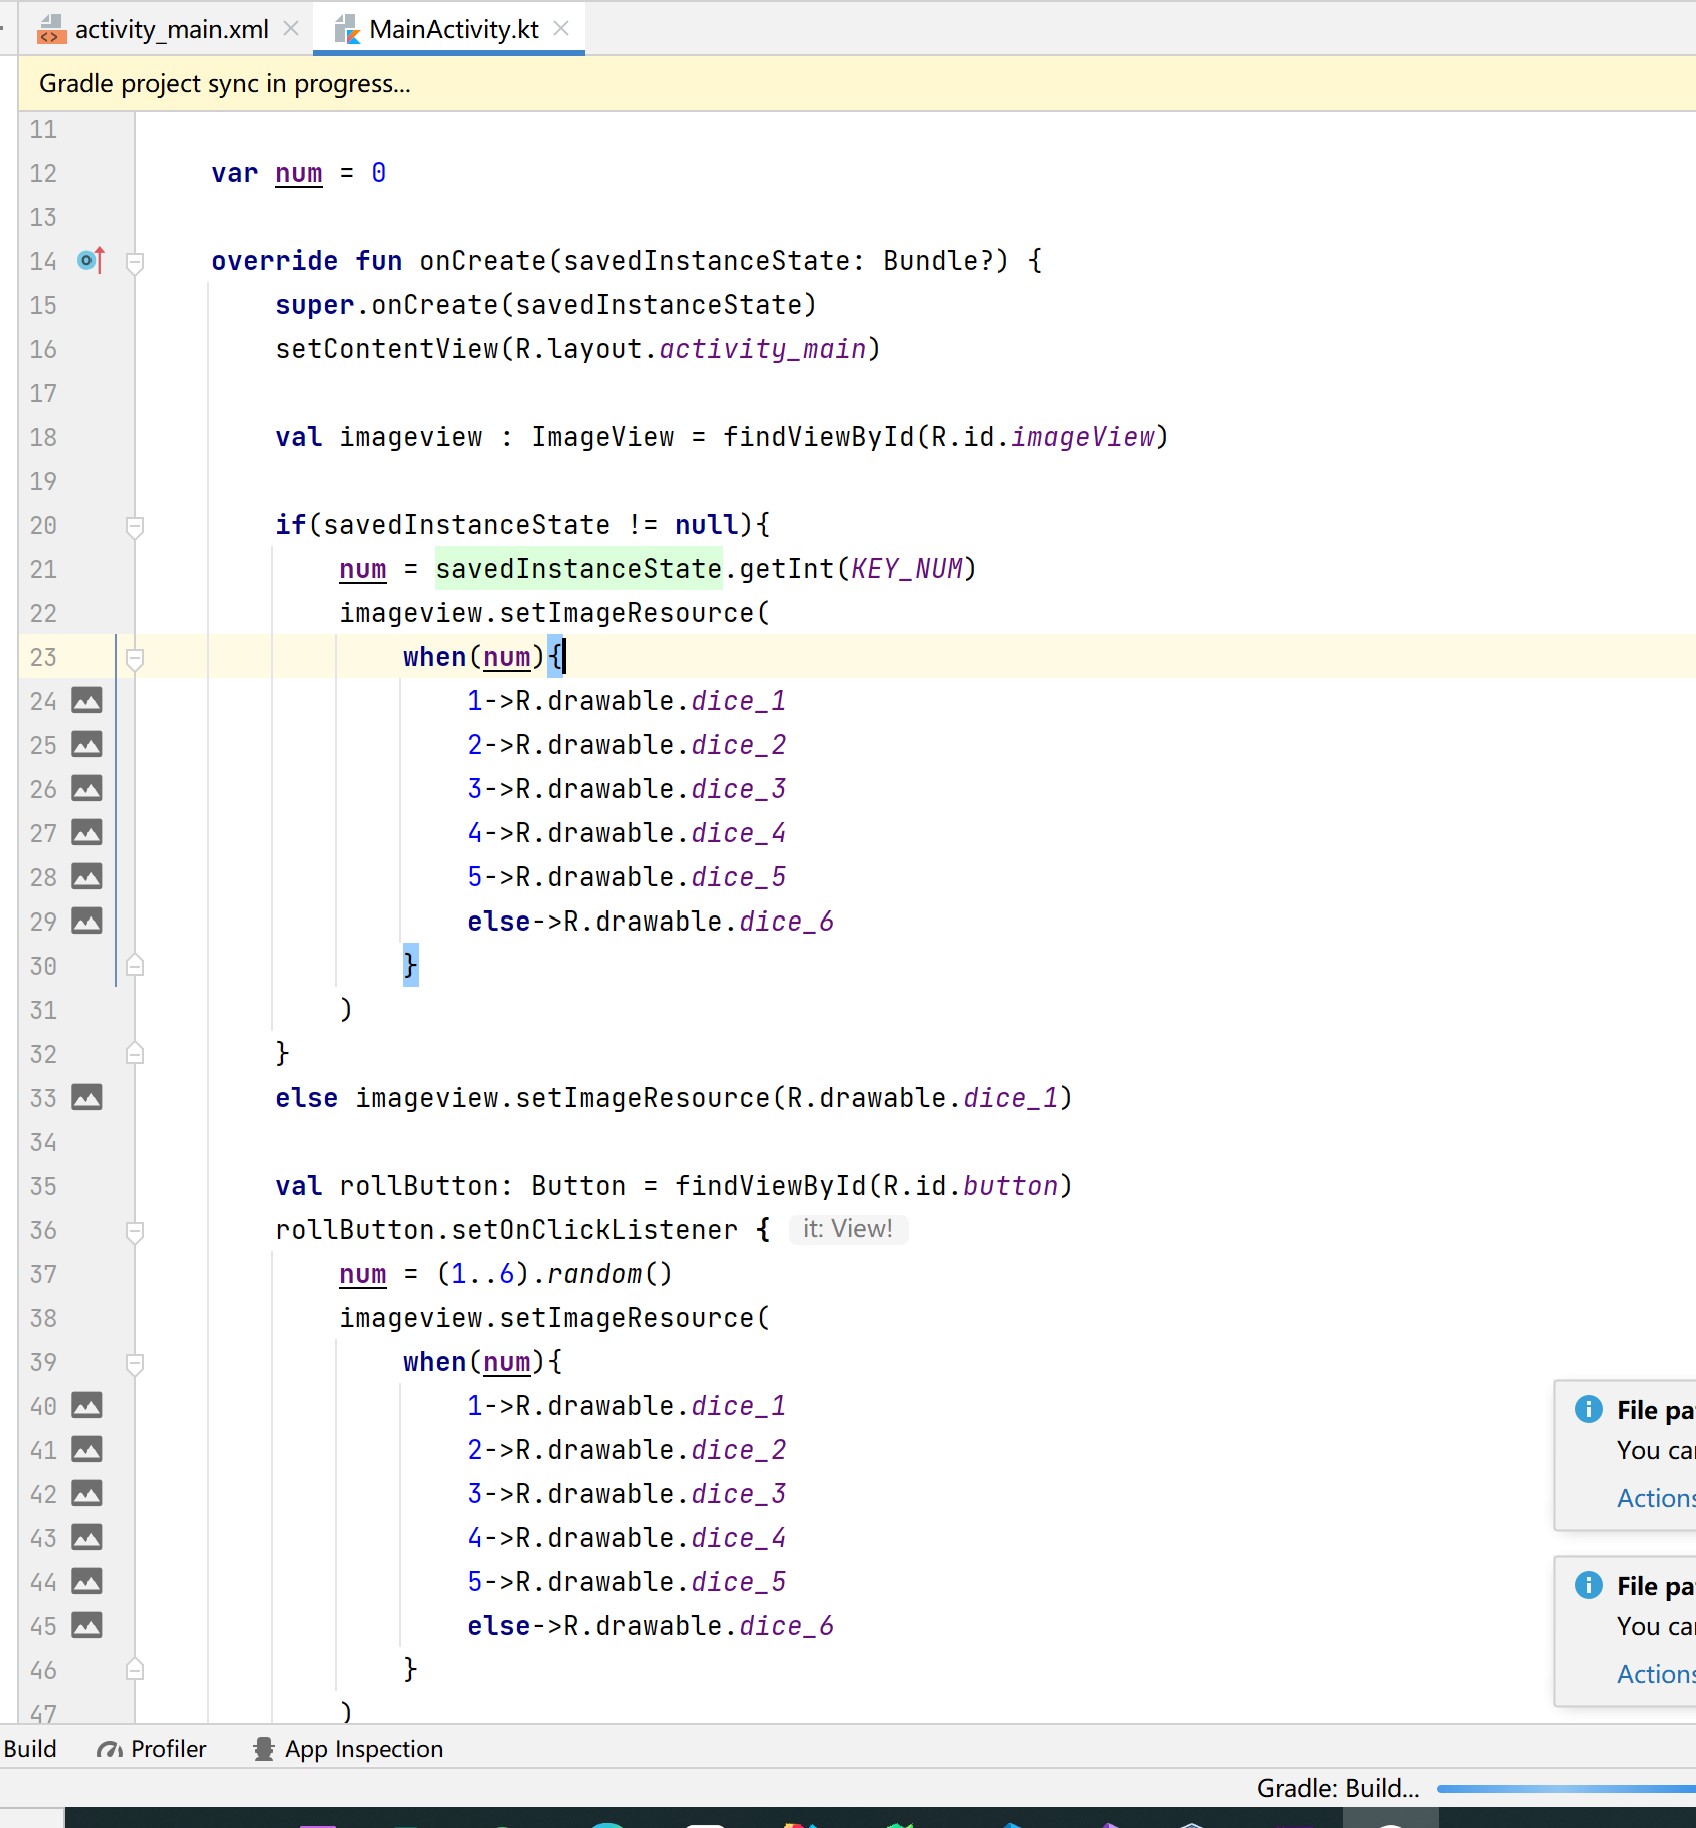 activity_main.xml MainActivity.kt
Gradle project sync in progress...
11
12 var num = 0
13
14 override fun onCreate(savedInstanceState: Bundle?) {
15 super.onCreate(savedInstanceState)
16 setContentView(R.layout.activity_main)
17
18 val imageview : ImageView = findViewById(R.id.imageView)
19
20 if(savedInstanceState != null){
21 num = savedInstanceState.getInt(KEY_NUM)
22 imageview.setImageResource(
23 when(num){
24 1->R.drawable.dice_1
25 2->R.drawable.dice_2
26 3->R.drawable.dice_3
27 4->R.drawable.dice_4
28 5->R.drawable.dice_5
29 else->R.drawable.dice_6
30 }
31 )
32 }
33 else imageview.setImageResource(R.drawable.dice_1)
34
35 val rollButton: Button = findViewById(R.id.button)
36 rollButton.setOnClickListener { it: View!
37 num = (1..6).random()
38 imageview.setImageResource(
39 when(num){
40 1->R.drawable.dice_1
41 2->R.drawable.dice_2
42 3->R.drawable.dice_3
43 4->R.drawable.dice_4
44 5->R.drawable.dice_5
45 else->R.drawable.dice_6
46 }
47 )
File pa
You ca
Actions
File pa
You ca
Actions
Build Profiler App Inspection
Gradle: Build...